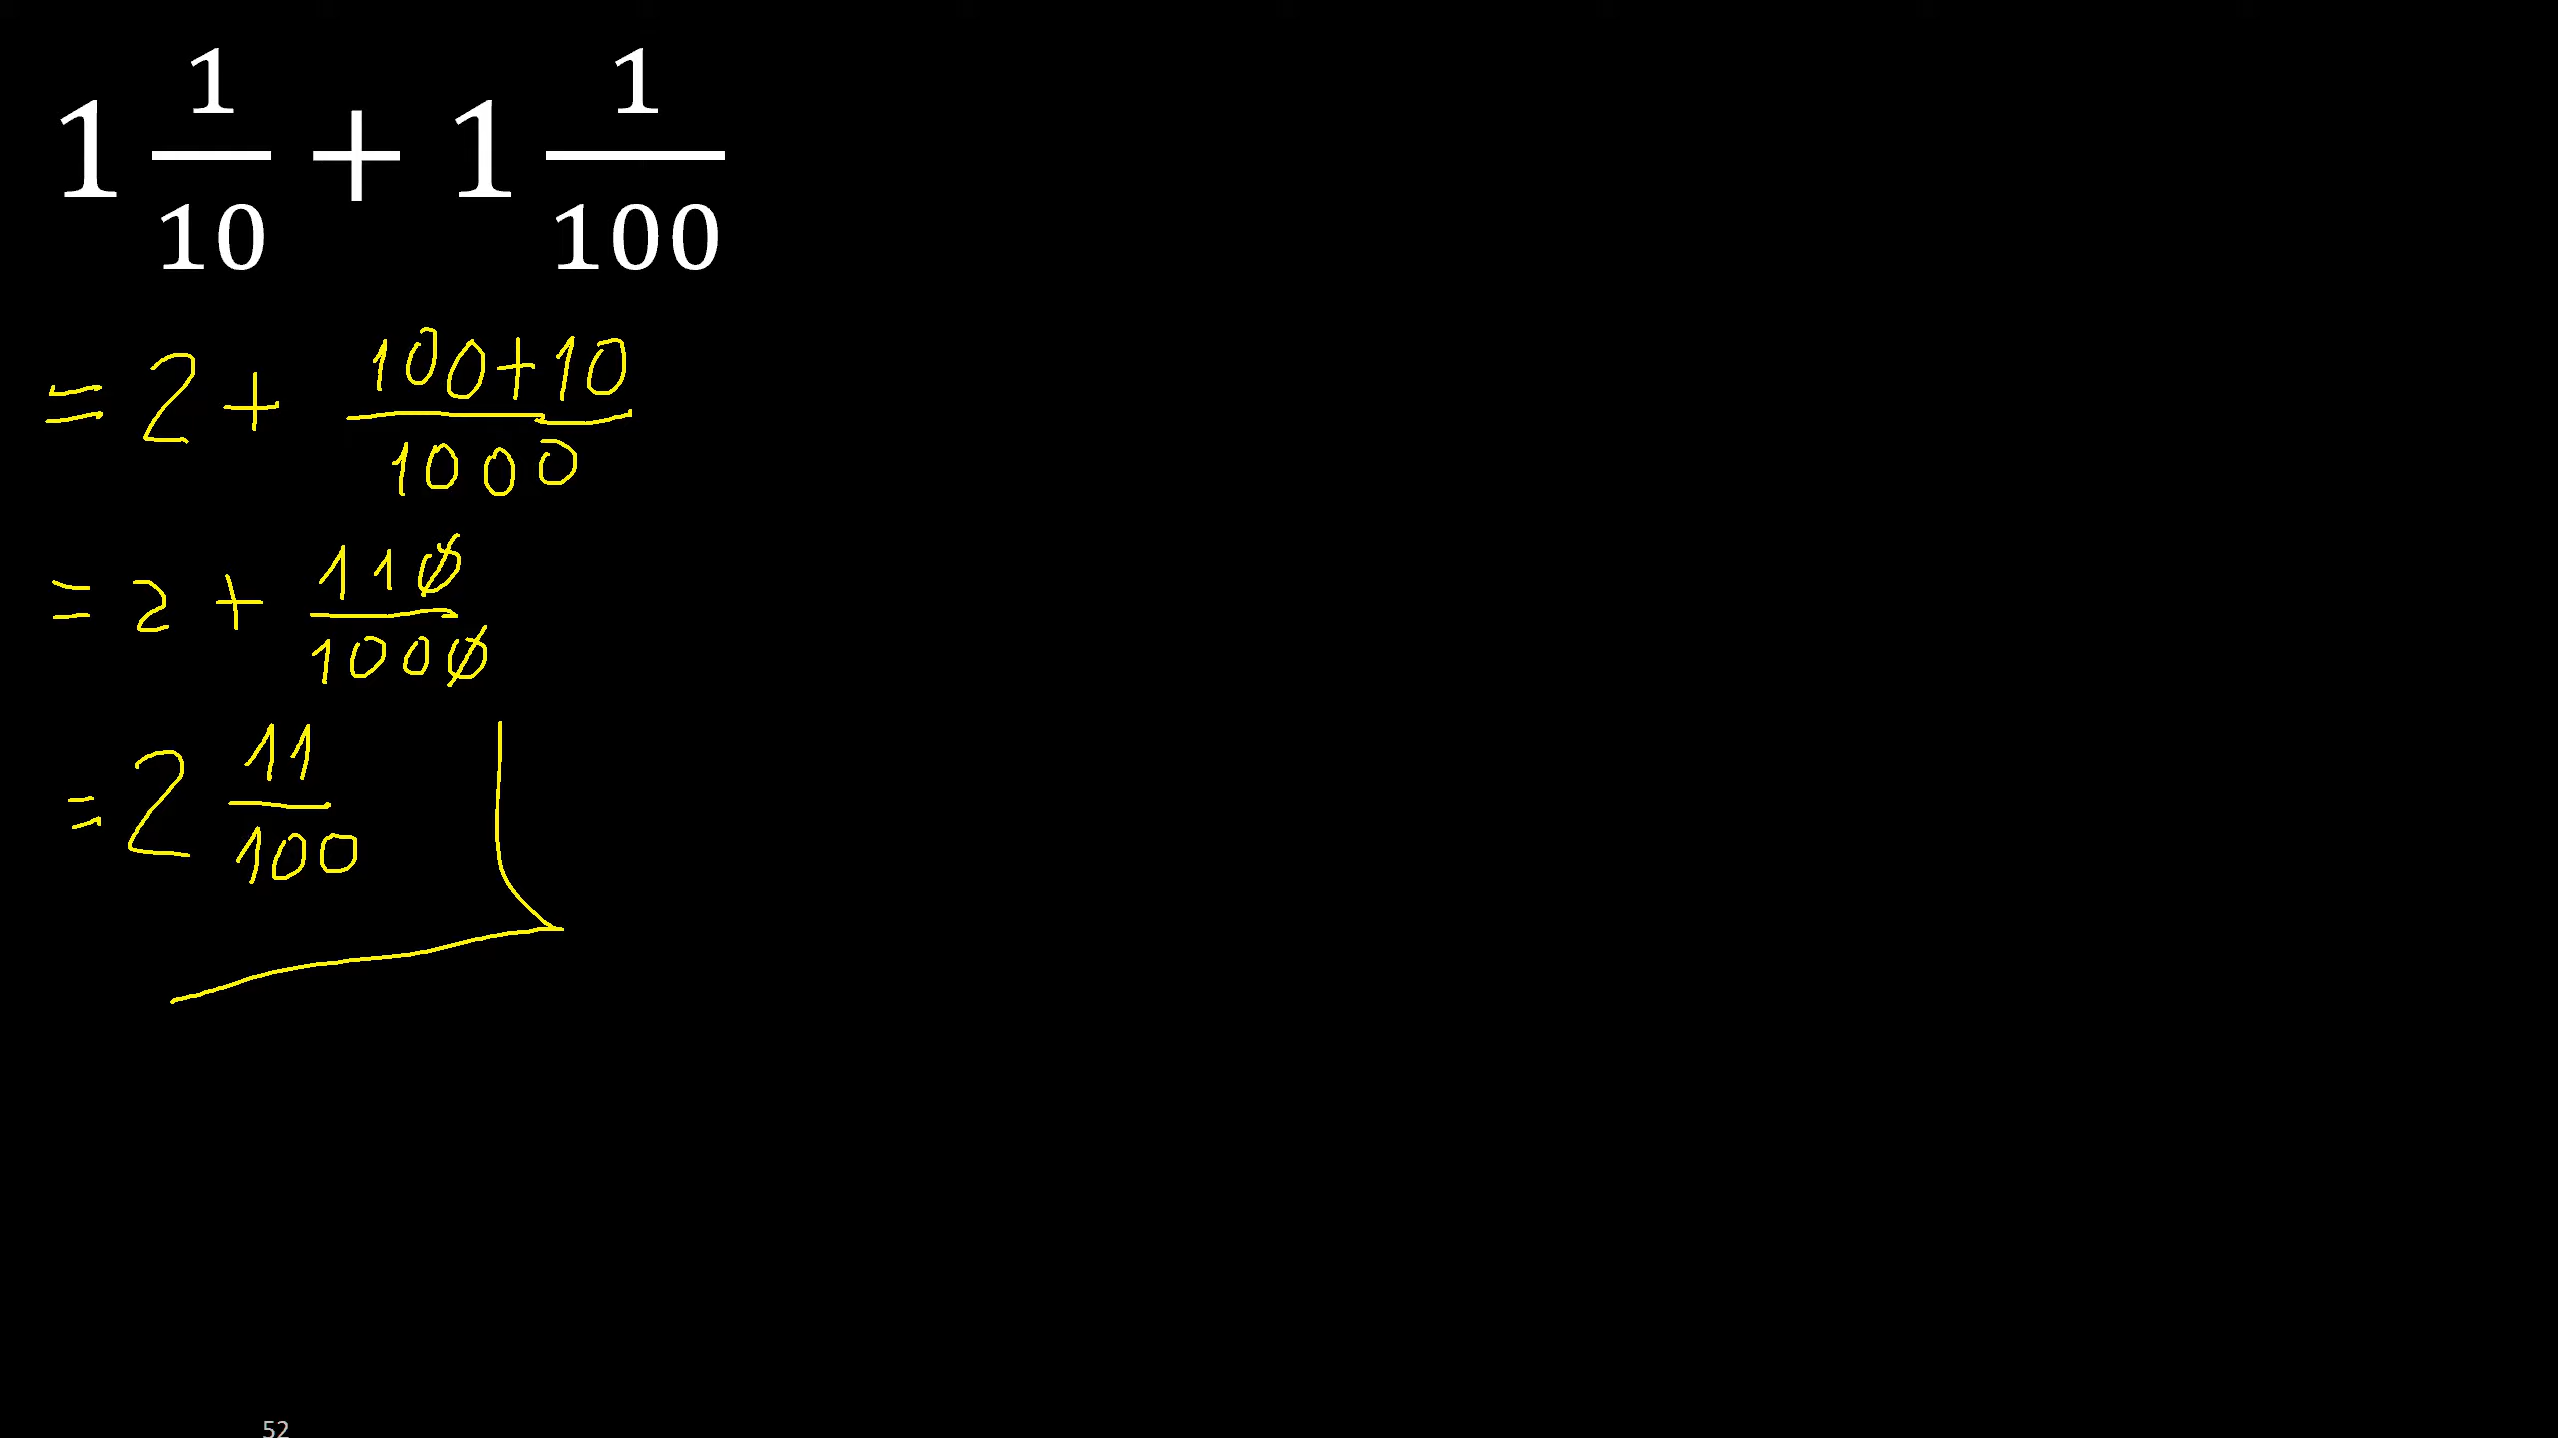 1 1/10 + 1 1/100
= 2 + (100+10)/1000
= 2 + 110/1000
= 2 11/100
52